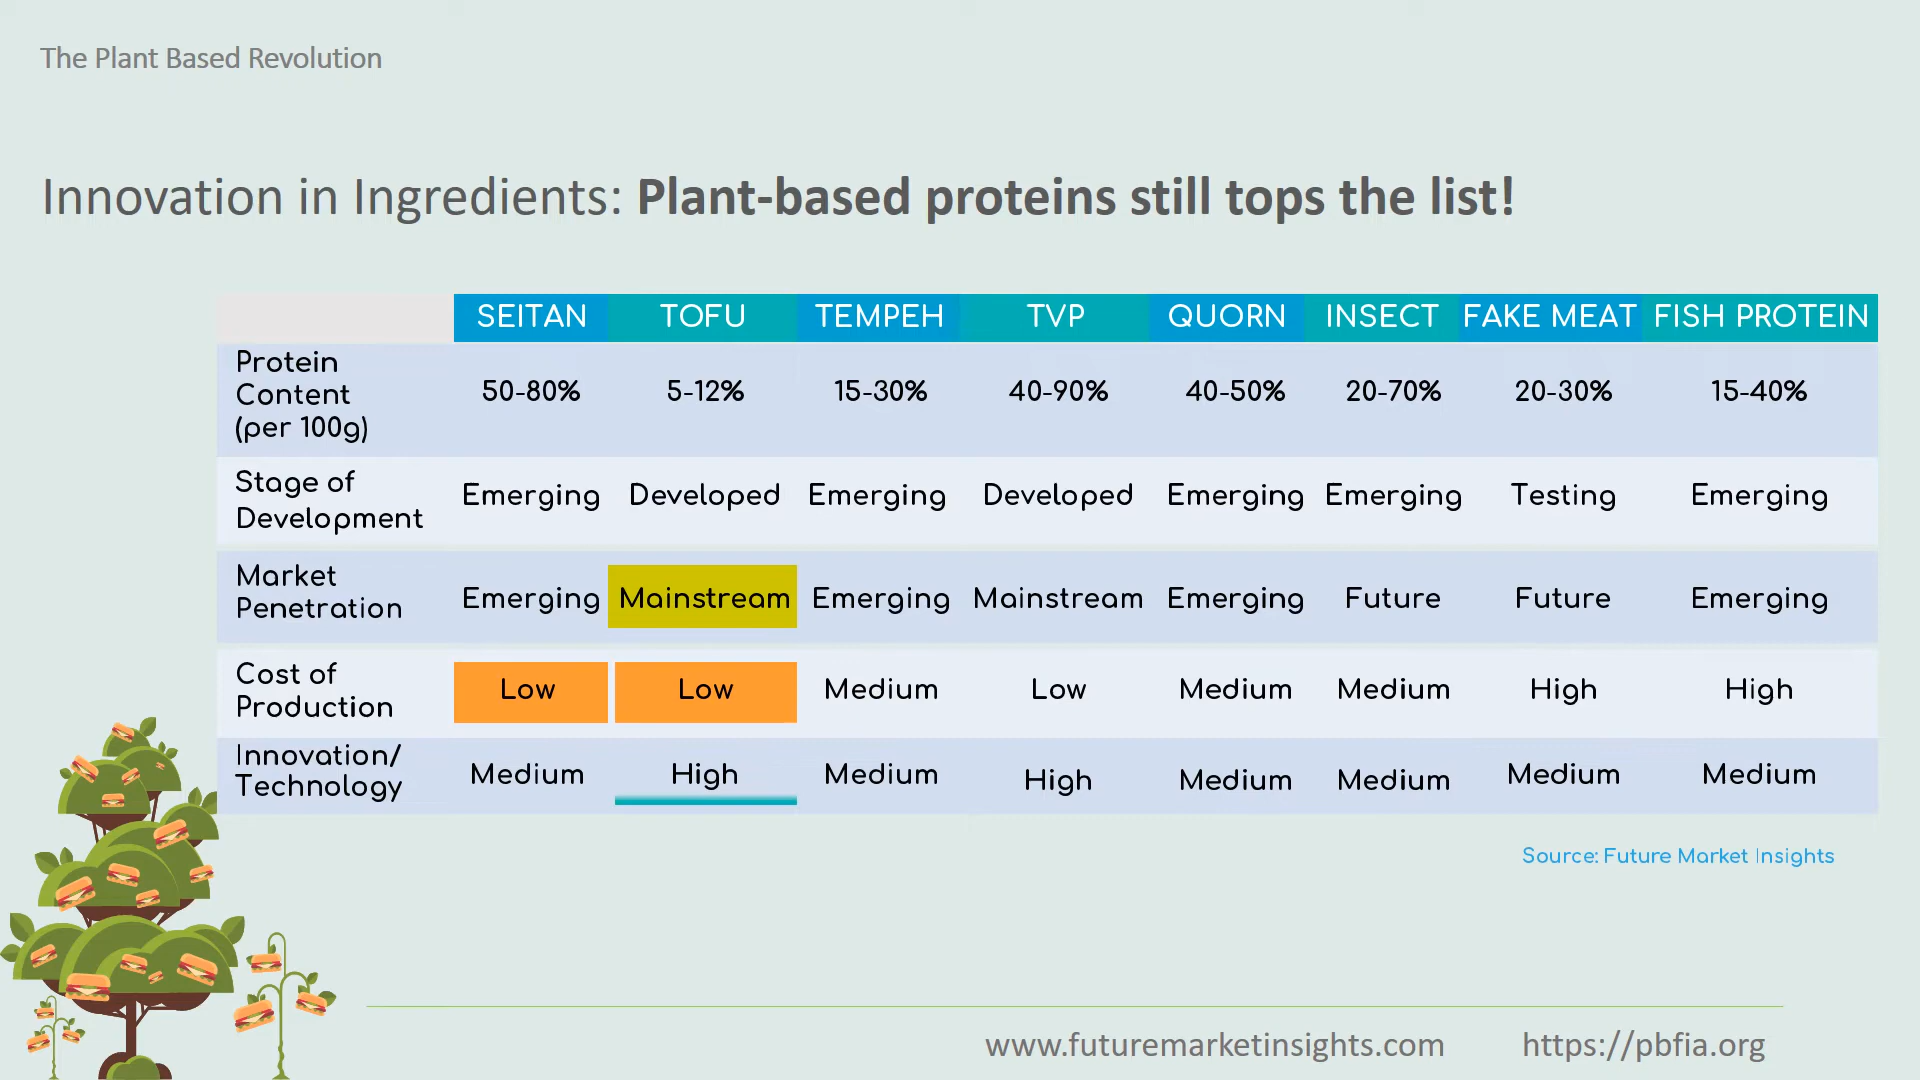 The Plant Based Revolution
Innovation in Ingredients: Plant-based proteins still tops the list!
SEITAN TOFU TEMPEH TVP QUORN INSECT FAKE MEAT FISH PROTEIN
Protein
Content
(per 100g)
50-80% 5-12% 15-30% 40-90% 40-50% 20-70% 20-30% 15-40%
Stage of
Development
Emerging Developed Emerging Developed Emerging Emerging Testing Emerging
Market
Penetration
Emerging Mainstream Emerging Mainstream Emerging Future Future Emerging
Cost of
Production
Low Low Medium Low Medium Medium High High
Innovation/
Technology
Medium High Medium High Medium Medium Medium Medium
Source: Future Market Insights
www.futuremarketinsights.com https://pbfia.org